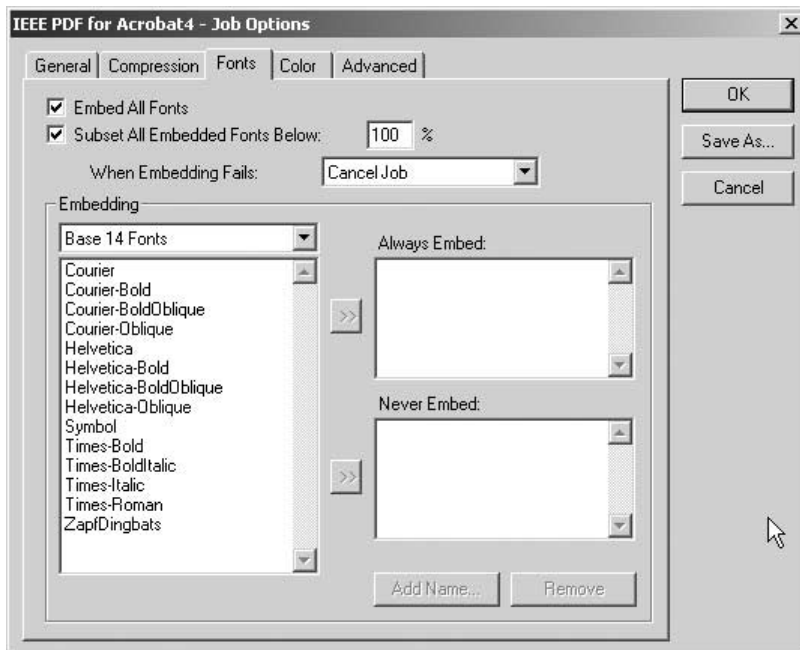 IEEE PDF for Acrobat4 - Job Options
General Compression Fonts Color Advanced
Embed All Fonts
Subset All Embedded Fonts Below: 100 %
When Embedding Fails: Cancel Job
OK
Save As...
Cancel
Embedding
Base 14 Fonts
Courier
Courier-Bold
Courier-BoldOblique
Courier-Oblique
Helvetica
Helvetica-Bold
Helvetica-BoldOblique
Helvetica-Oblique
Symbol
Times-Bold
Times-BoldItalic
Times-Italic
Times-Roman
ZapfDingbats
>>
>>
Always Embed:
Never Embed:
Add Name... Remove